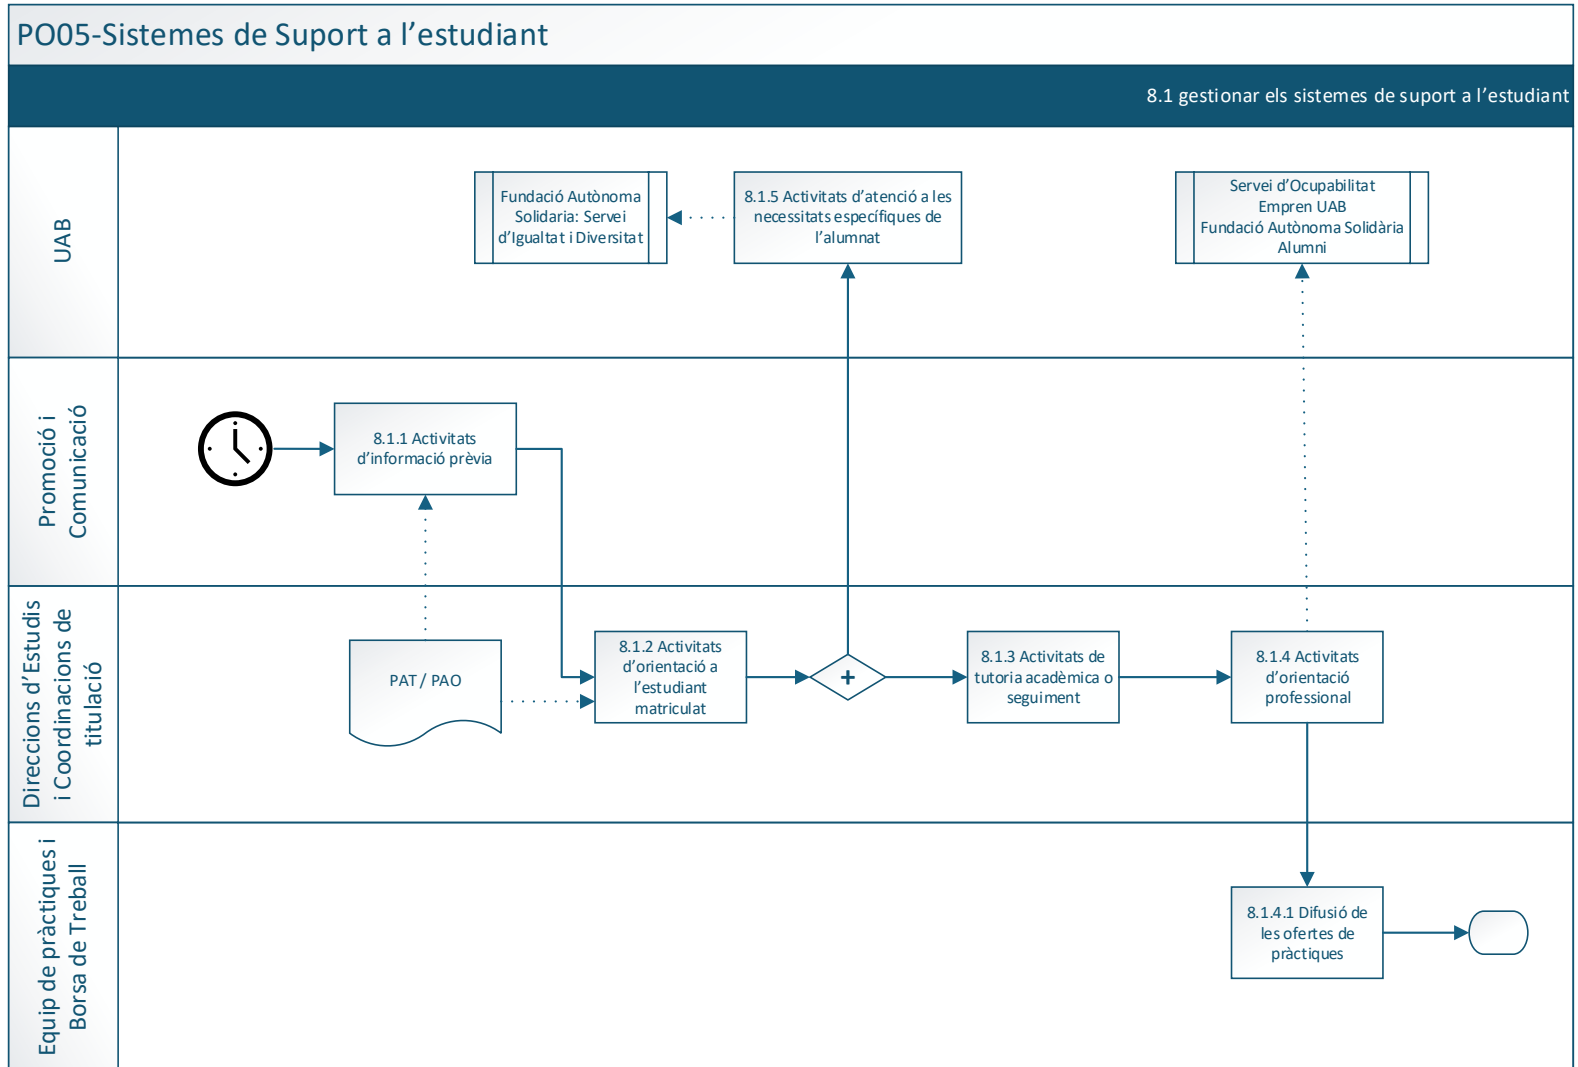 PO05-Sistemes de Suport a l’estudiant
8.1 gestionar els sistemes de suport a l’estudiant
UAB
Fundació Autònoma
Solidaria: Servei
d’Igualtat i Diversitat
8.1.5 Activitats d’atenció a les
necessitats específiques de
l’alumnat
Servei d’Ocupabilitat
Empren UAB
Fundació Autònoma Solidària
Alumni
Promoció i
Comunicació
8.1.1 Activitats
d’informació prèvia
Direccions d’Estudis
i Coordinacions de
titulació
PAT / PAO
8.1.2 Activitats
d’orientació a
l’estudiant
matriculat
+
8.1.3 Activitats de
tutoria acadèmica o
seguiment
8.1.4 Activitats
d’orientació
professional
Equip de pràctiques i
Borsa de Treball
8.1.4.1 Difusió de
les ofertes de
pràctiques